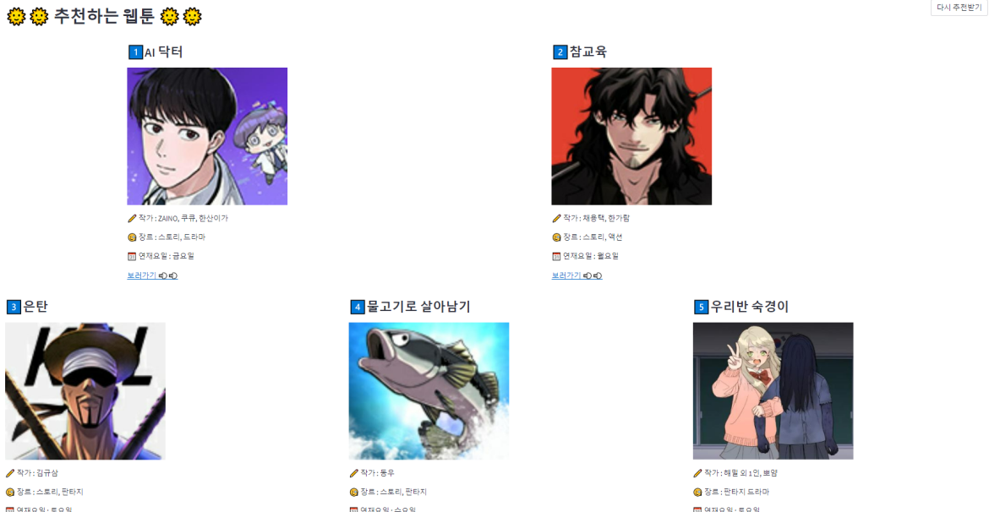 추천하는 웹툰
다시 추천받기
1 AI 닥터
2 참교육
작가 : ZAINO, 쿠큐, 한산이가
작가 : 채용택, 한가람
장르 : 스토리, 드라마
장르 : 스토리, 액션
연재요일 : 금요일
연재요일 : 월요일
보러가기
보러가기
3 은탄
4 물고기로 살아남기
5 우리반 숙경이
작가 : 김규삼
작가 : 동우
작가 : 해밀 외 1인, 뽀얌
장르 : 스토리, 판타지
장르 : 스토리, 판타지
장르 : 판타지 드라마
연재요일 : 토요일
연재요일 : 수요일
연재요일 : 토요일